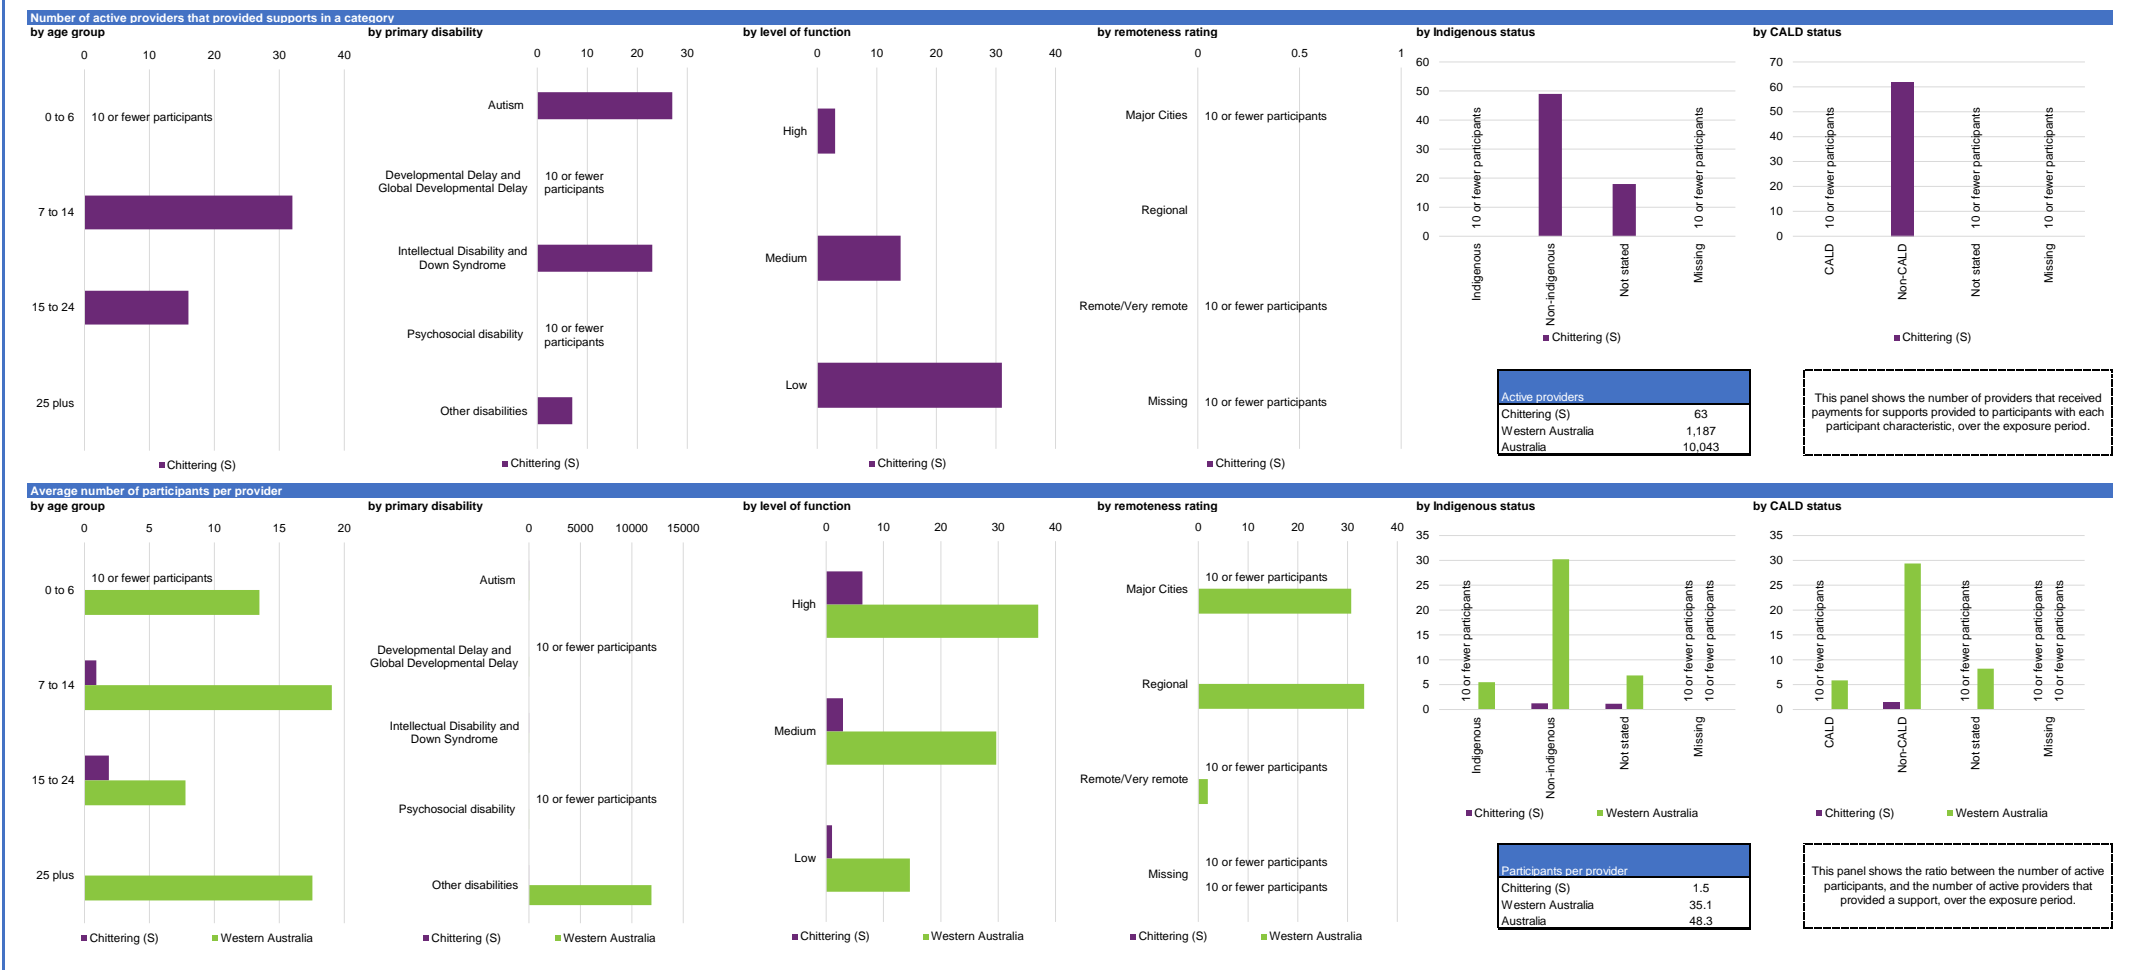 Number of active providers that provided supports in a category
by age group
0 10 20 30 40
0 to 6
10 or fewer participants
7 to 14
15 to 24
25 plus
Chittering (S)
by primary disability
0 10 20 30
Autism
Developmental Delay and
Global Developmental Delay
10 or fewer
participants
Intellectual Disability and
Down Syndrome
Psychosocial disability
10 or fewer
participants
Other disabilities
Chittering (S)
by level of function
0 10 20 30 40
High
Medium
Low
Chittering (S)
by remoteness rating
0 0.5 1
Major Cities
10 or fewer participants
Regional
Remote/Very remote
10 or fewer participants
Missing
10 or fewer participants
Chittering (S)
by Indigenous status
60
50
40
30
20
10
0
10 or fewer participants
10 or fewer participants
Indigenous
Non-indigenous
Not stated
Missing
Chittering (S)
by CALD status
70
60
50
40
30
20
10
0
10 or fewer participants
10 or fewer participants
10 or fewer participants
CALD
Non-CALD
Not stated
Missing
Chittering (S)
Active providers
Chittering (S) 63
Western Australia 1,187
Australia 10,043
This panel shows the number of providers that received
payments for supports provided to participants with each
participant characteristic, over the exposure period.
Average number of participants per provider
by age group
0 5 10 15 20
0 to 6
10 or fewer participants
7 to 14
15 to 24
25 plus
Chittering (S) Western Australia
by primary disability
0 5000 10000 15000
Autism
Developmental Delay and
Global Developmental Delay
10 or fewer participants
Intellectual Disability and
Down Syndrome
Psychosocial disability
10 or fewer participants
Other disabilities
Chittering (S) Western Australia
by level of function
0 10 20 30 40
High
Medium
Low
Chittering (S) Western Australia
by remoteness rating
0 10 20 30 40
Major Cities
10 or fewer participants
Regional
Remote/Very remote
10 or fewer participants
Missing
10 or fewer participants
10 or fewer participants
Chittering (S) Western Australia
by Indigenous status
35
30
25
20
15
10
5
0
10 or fewer participants
10 or fewer participants
10 or fewer participants
Indigenous
Non-indigenous
Not stated
Missing
Chittering (S) Western Australia
by CALD status
35
30
25
20
15
10
5
0
10 or fewer participants
10 or fewer participants
10 or fewer participants
10 or fewer participants
CALD
Non-CALD
Not stated
Missing
Chittering (S) Western Australia
Participants per provider
Chittering (S) 1.5
Western Australia 35.1
Australia 48.3
This panel shows the ratio between the number of active
participants, and the number of active providers that
provided a support, over the exposure period.